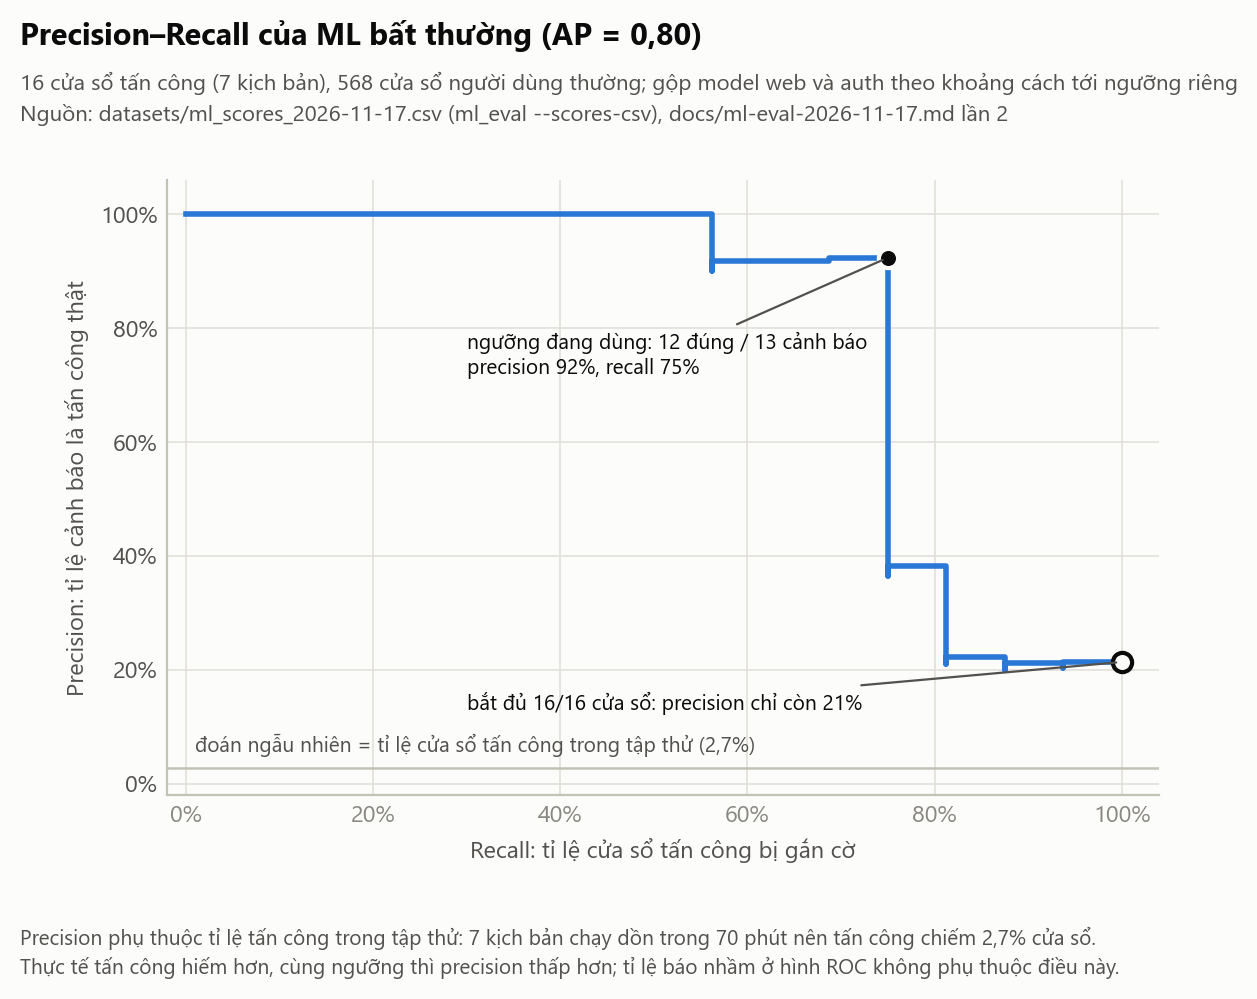 Precision–Recall của ML bất thường (AP = 0,80)
16 cửa sổ tấn công (7 kịch bản), 568 cửa sổ người dùng thường; gộp model web và auth theo khoảng cách tới ngưỡng riêng
Nguồn: datasets/ml_scores_2026-11-17.csv (ml_eval --scores-csv), docs/ml-eval-2026-11-17.md lần 2
Precision: tỉ lệ cảnh báo là tấn công thật
100%
80%
60%
40%
20%
0%
ngưỡng đang dùng: 12 đúng / 13 cảnh báo
precision 92%, recall 75%
bắt đủ 16/16 cửa sổ: precision chỉ còn 21%
đoán ngẫu nhiên = tỉ lệ cửa sổ tấn công trong tập thử (2,7%)
0%
20%
40%
60%
80%
100%
Recall: tỉ lệ cửa sổ tấn công bị gắn cờ
Precision phụ thuộc tỉ lệ tấn công trong tập thử: 7 kịch bản chạy dồn trong 70 phút nên tấn công chiếm 2,7% cửa sổ.
Thực tế tấn công hiếm hơn, cùng ngưỡng thì precision thấp hơn; tỉ lệ báo nhầm ở hình ROC không phụ thuộc điều này.